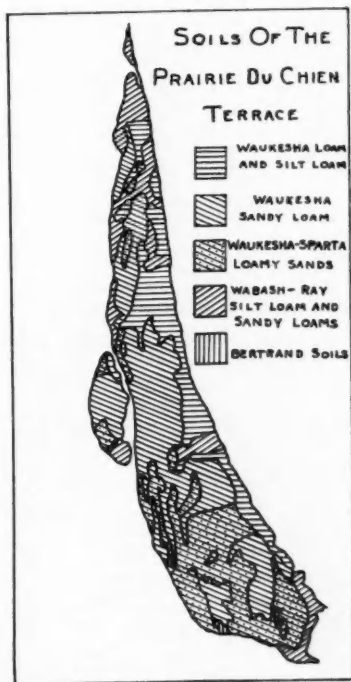 SOILS OF THE
PRAIRIE DU CHIEN
TERRACE
WAUKESHA LOAM
AND SILT LOAM
WAUKESHA
SANDY LOAM
WAUKESHA-SPARTA
LOAMY SANDS
WABASH-RAY
SILT LOAM AND
SANDY LOAMS
BERTRAND SOILS